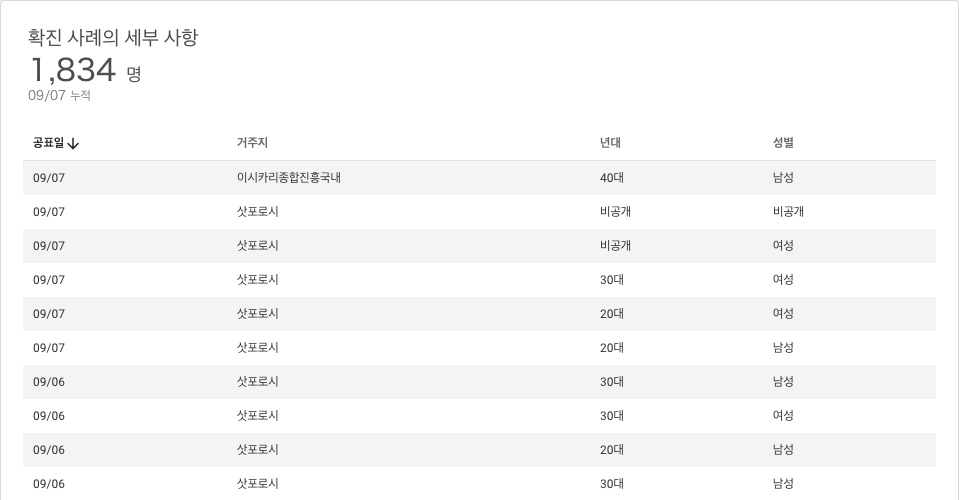 확진 사례의 세부 사항
1,834 명
09/07 누적
공표일↓ 거주지 년대 성별
09/07 이시카리종합진흥국내 40대 남성
09/07 삿포로시 비공개 비공개
09/07 삿포로시 비공개 여성
09/07 삿포로시 30대 여성
09/07 삿포로시 20대 여성
09/07 삿포로시 20대 남성
09/06 삿포로시 30대 남성
09/06 삿포로시 30대 여성
09/06 삿포로시 20대 남성
09/06 삿포로시 30대 남성